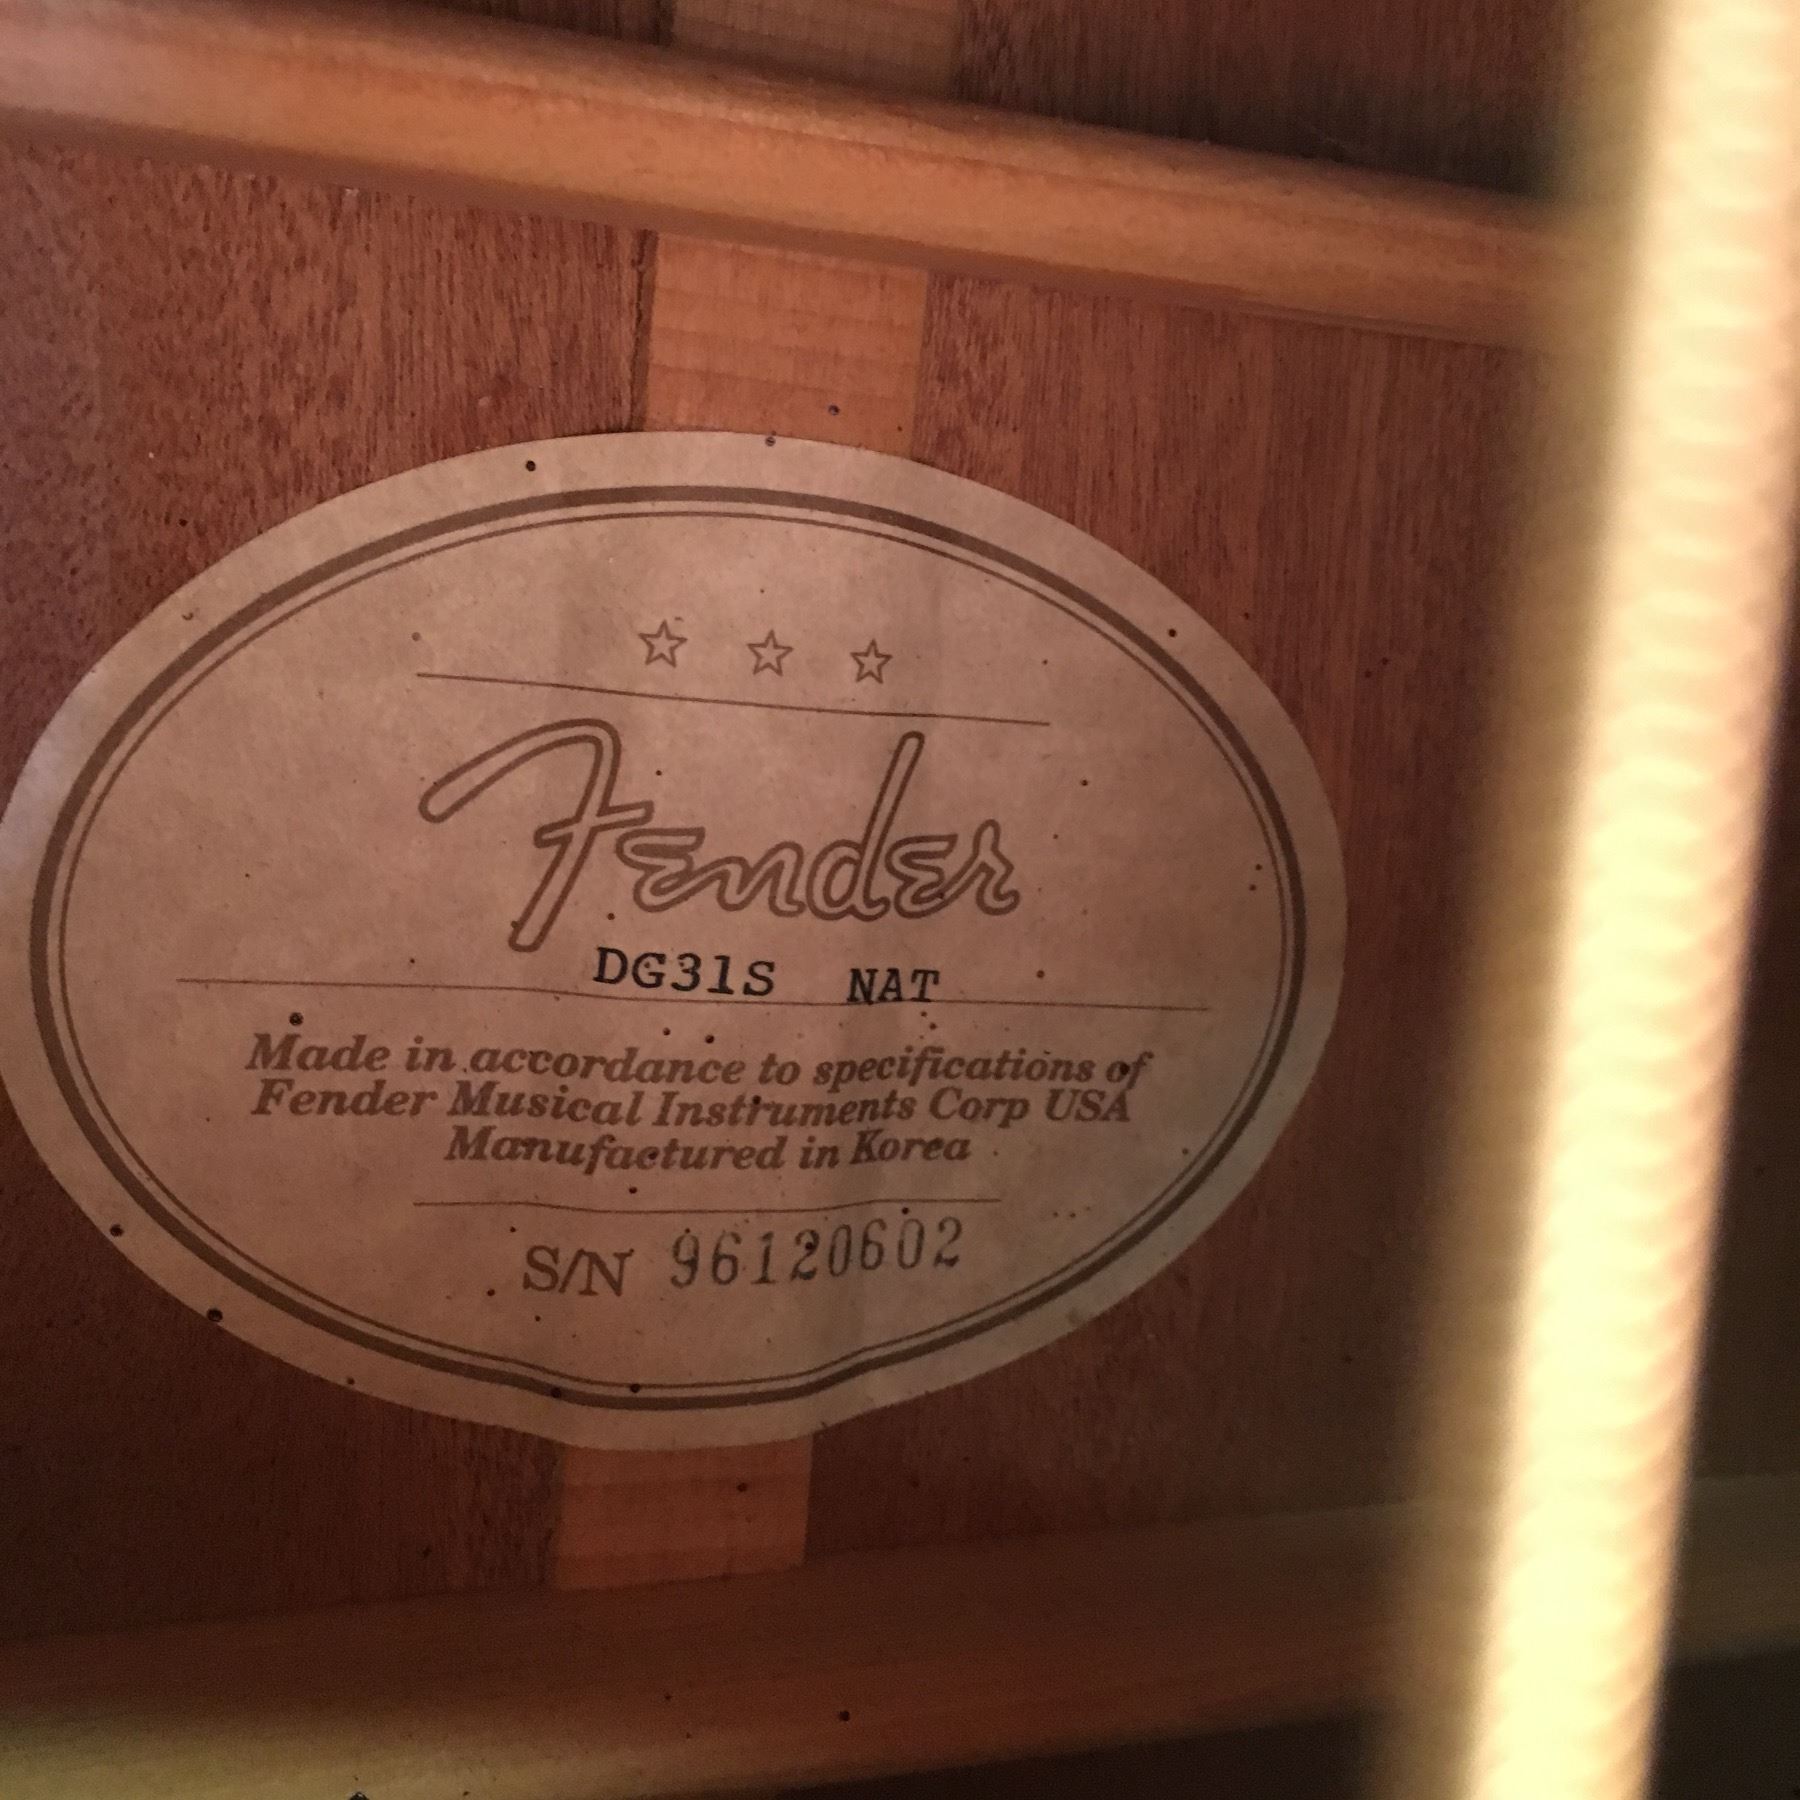 Fender
DG31S NAT
Made in accordance to specifications of
Fender Musical Instruments Corp USA
Manufactured in Korea
S/N 96120602